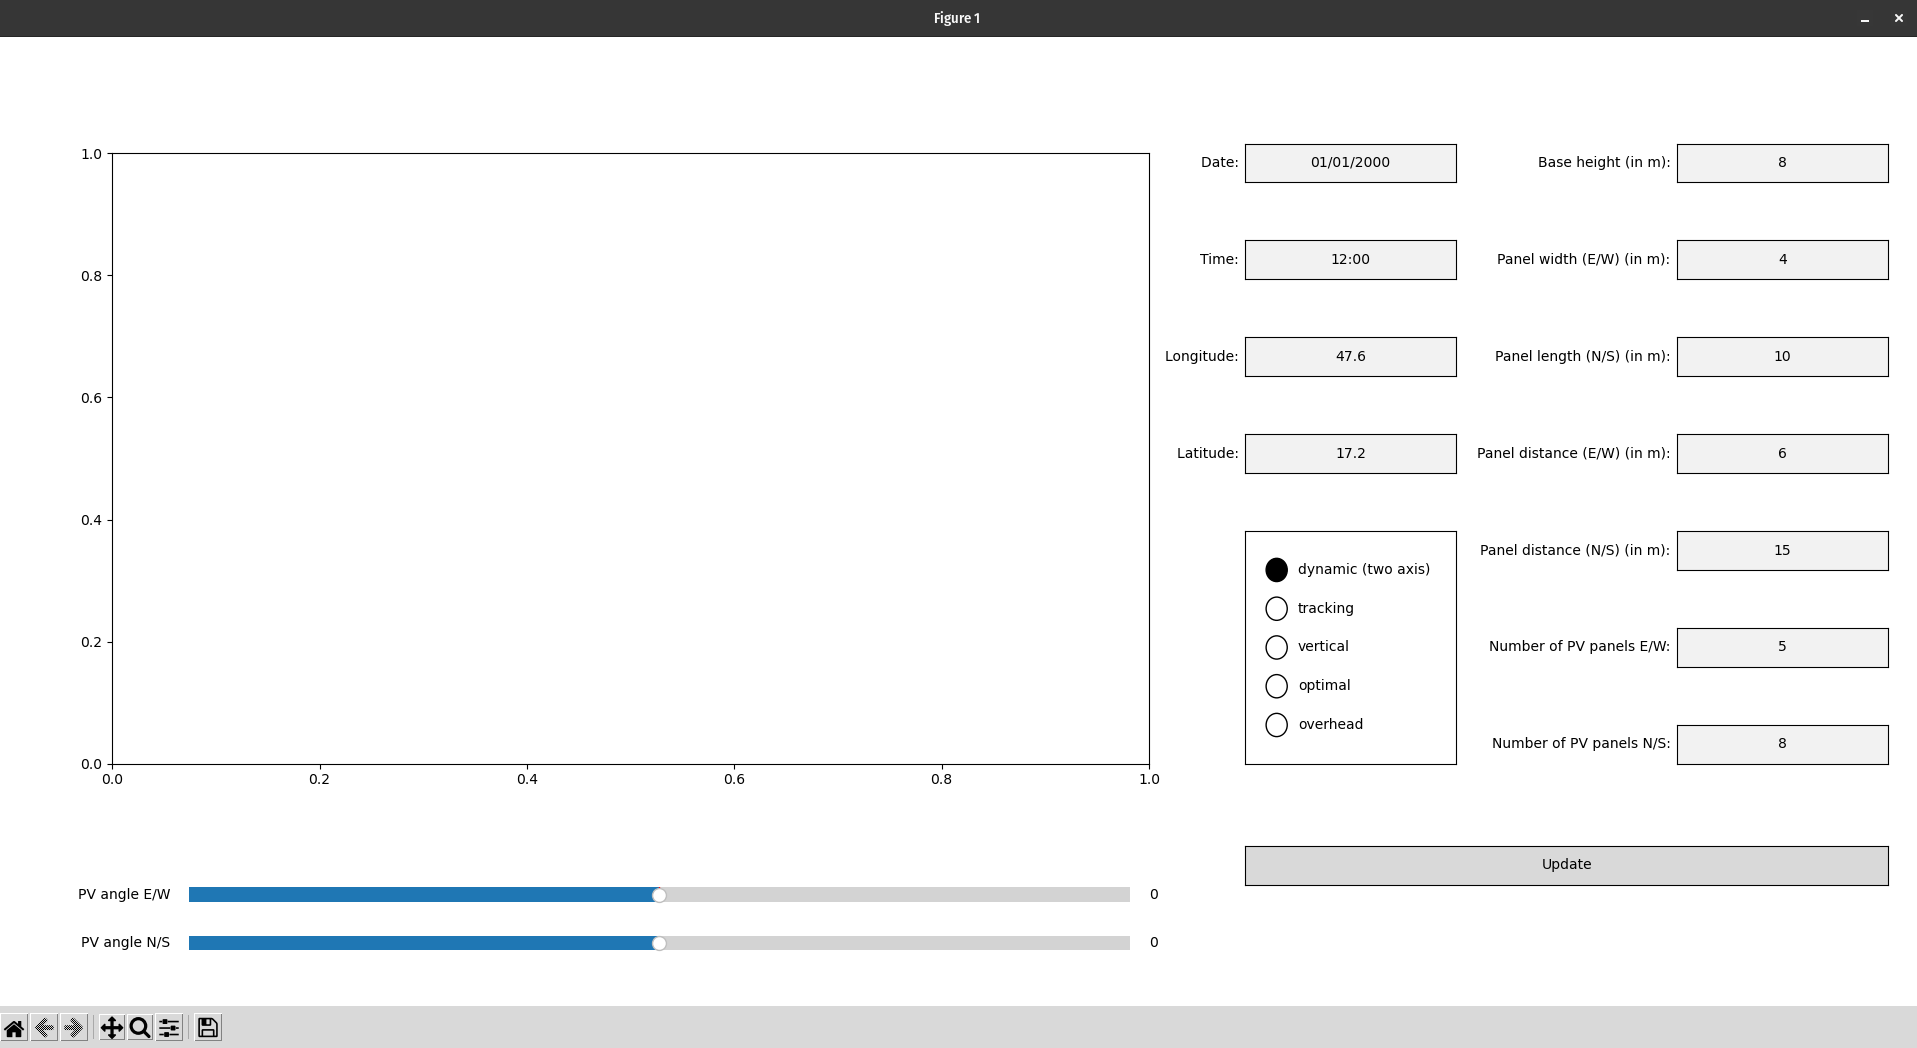 Figure 1
1.0
0.8
0.6
0.4
0.2
0.0
0.0 0.2 0.4 0.6 0.8 1.0
PV angle E/W 0
PV angle N/S 0
Date: 01/01/2000
Time: 12:00
Longitude: 47.6
Latitude: 17.2
dynamic (two axis)
tracking
vertical
optimal
overhead
Base height (in m): 8
Panel width (E/W) (in m): 4
Panel length (N/S) (in m): 10
Panel distance (E/W) (in m): 6
Panel distance (N/S) (in m): 15
Number of PV panels E/W: 5
Number of PV panels N/S: 8
Update